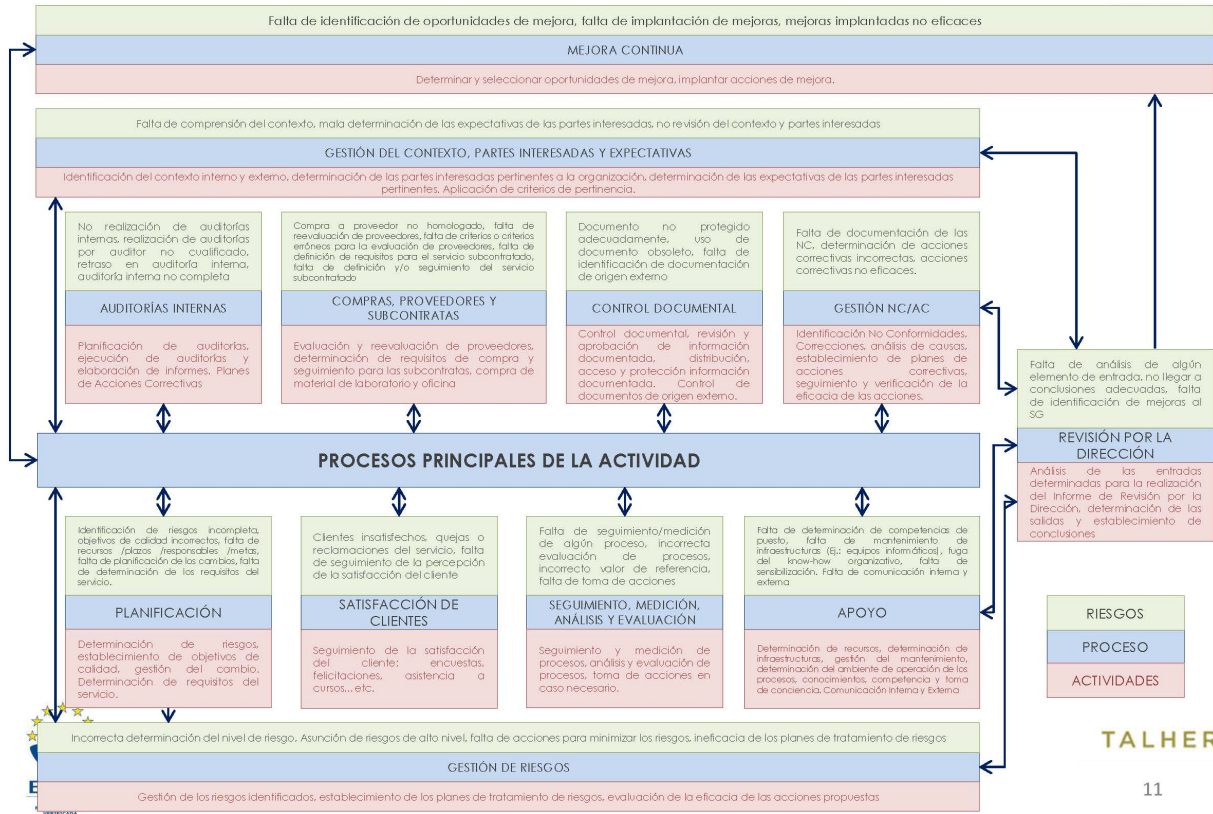 Falta de identificación de oportunidades de mejora, falta de implantación de mejoras, mejoras implantadas no eficaces
MEJORA CONTINUA
Determinar y seleccionar oportunidades de mejora, implantar acciones de mejora.
Falta de comprensión del contexto, mala determinación de las expectativas de las partes interesadas, no revisión del contexto y partes interesadas
GESTIÓN DEL CONTEXTO, PARTES INTERESADAS Y EXPECTATIVAS
Identificación del contexto interno y externo, determinación de las partes interesadas pertinentes a la organización, determinación de las expectativas de las partes interesadas
pertinentes. Aplicación de criterios de pertinencia.
No realización de auditorías
internas, realización de auditorías
por auditor no cualificado,
retraso en auditoría interna,
auditoría interna no completa
AUDITORÍAS INTERNAS
Planificación de auditorías,
ejecución de auditorías y
elaboración de informes. Planes
de Acciones Correctivas
Compra a proveedor no homologado, falta de
reevaluación de proveedores, falta de criterios o criterios
erróneos para la evaluación de proveedores, falta de
definición de requisitos para el servicio subcontratado,
falta de definición y/o seguimiento del servicio
subcontratado
COMPRAS, PROVEEDORES Y
SUBCONTRATAS
Evaluación y reevaluación de proveedores,
determinación de requisitos de compra y
seguimiento para las subcontratas, compra de
material de laboratorio y oficina
Documento no protegido
adecuadamente, uso de
documento obsoleto, falta de
identificación de documentación
de origen externo
CONTROL DOCUMENTAL
Control documental, revisión y
aprobación de información
documentada, distribución,
acceso y protección información
documentada. Control de
documentos de origen externo.
Falta de documentación de las
NC, determinación de acciones
correctivas incorrectas, acciones
correctivas no eficaces.
GESTIÓN NC/AC
Identificación No Conformidades,
Correcciones, análisis de causas,
establecimiento de planes de
acciones correctivas,
seguimiento y verificación de la
eficacia de las acciones.
Falta de análisis de algún
elemento de entrada, no llegar a
conclusiones adecuadas, falta
de identificación de mejoras al
SG
REVISIÓN POR LA
DIRECCIÓN
Análisis de las entradas
determinadas para la realización
del Informe de Revisión por la
Dirección, determinación de las
salidas y establecimiento de
conclusiones
PROCESOS PRINCIPALES DE LA ACTIVIDAD
Identificación de riesgos incompleta,
objetivos de calidad incorrectos, falta de
recursos /plazos /responsables /metas,
falta de planificación de los cambios, falta
de determinación de los requisitos del
servicio.
PLANIFICACIÓN
Determinación de riesgos,
establecimiento de objetivos de
calidad, gestión del cambio.
Determinación de requisitos del
servicio.
Clientes insatisfechos, quejas o
reclamaciones del servicio, falta
de seguimiento de la percepción
de la satisfacción del cliente
SATISFACCIÓN DE
CLIENTES
Seguimiento de la satisfacción
del cliente: encuestas,
felicitaciones, asistencia a
cursos... etc.
Falta de seguimiento/medición
de algún proceso, incorrecta
evaluación de procesos,
incorrecto valor de referencia,
falta de toma de acciones
SEGUIMIENTO, MEDICIÓN,
ANÁLISIS Y EVALUACIÓN
Seguimiento y medición de
procesos, análisis y evaluación de
procesos, toma de acciones en
caso necesario.
Falta de determinación de competencias de
puesto, falta de mantenimiento de
infraestructuras (Ej.: equipos informáticos), fuga
del know-how organizativo, falta de
sensibilización. Falta de comunicación interna y
externa
APOYO
Determinación de recursos, determinación de
infraestructuras, gestión del mantenimiento,
determinación del ambiente de operación de los
procesos, conocimientos, competencia y toma
de conciencia. Comunicación Interna y Externa
RIESGOS
PROCESO
ACTIVIDADES
Incorrecta determinación del nivel de riesgo. Asunción de riesgos de alto nivel, falta de acciones para minimizar los riesgos, ineficacia de los planes de tratamiento de riesgos
GESTIÓN DE RIESGOS
Gestión de los riesgos identificados, establecimiento de los planes de tratamiento de riesgos, evaluación de la eficacia de las acciones propuestas
TALHER
11